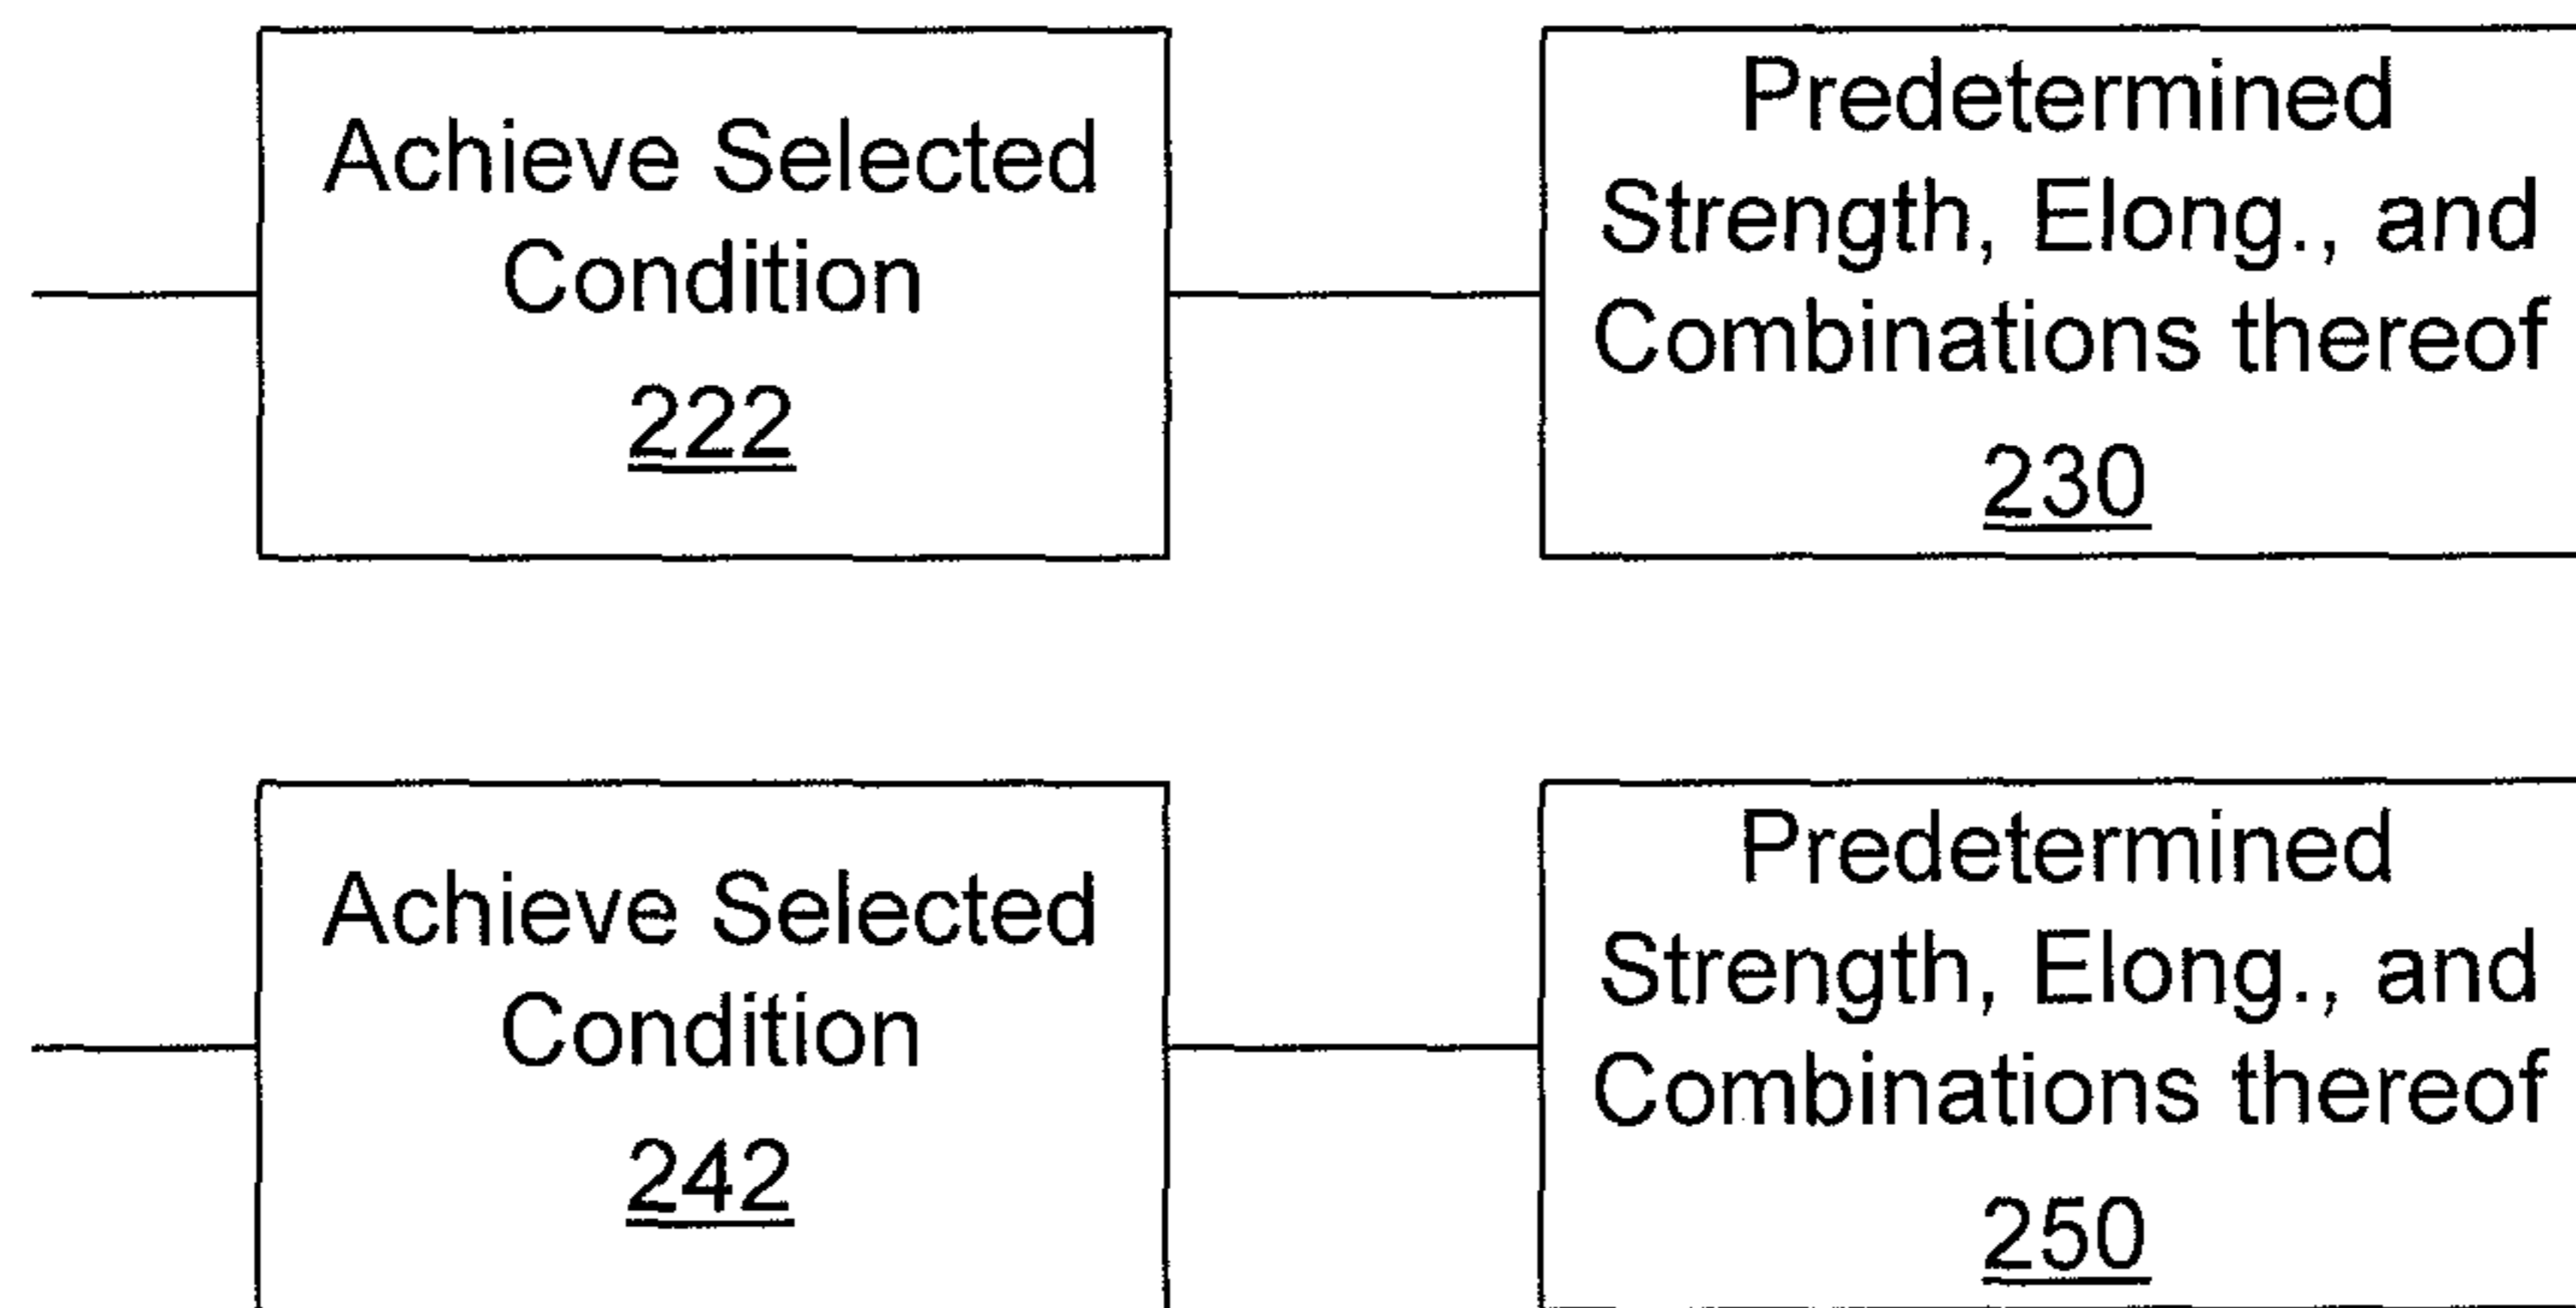 Achieve Selected
Condition
222
Predetermined
Strength, Elong., and
Combinations thereof
230
Achieve Selected
Condition
242
Predetermined
Strength, Elong., and
Combinations thereof
250